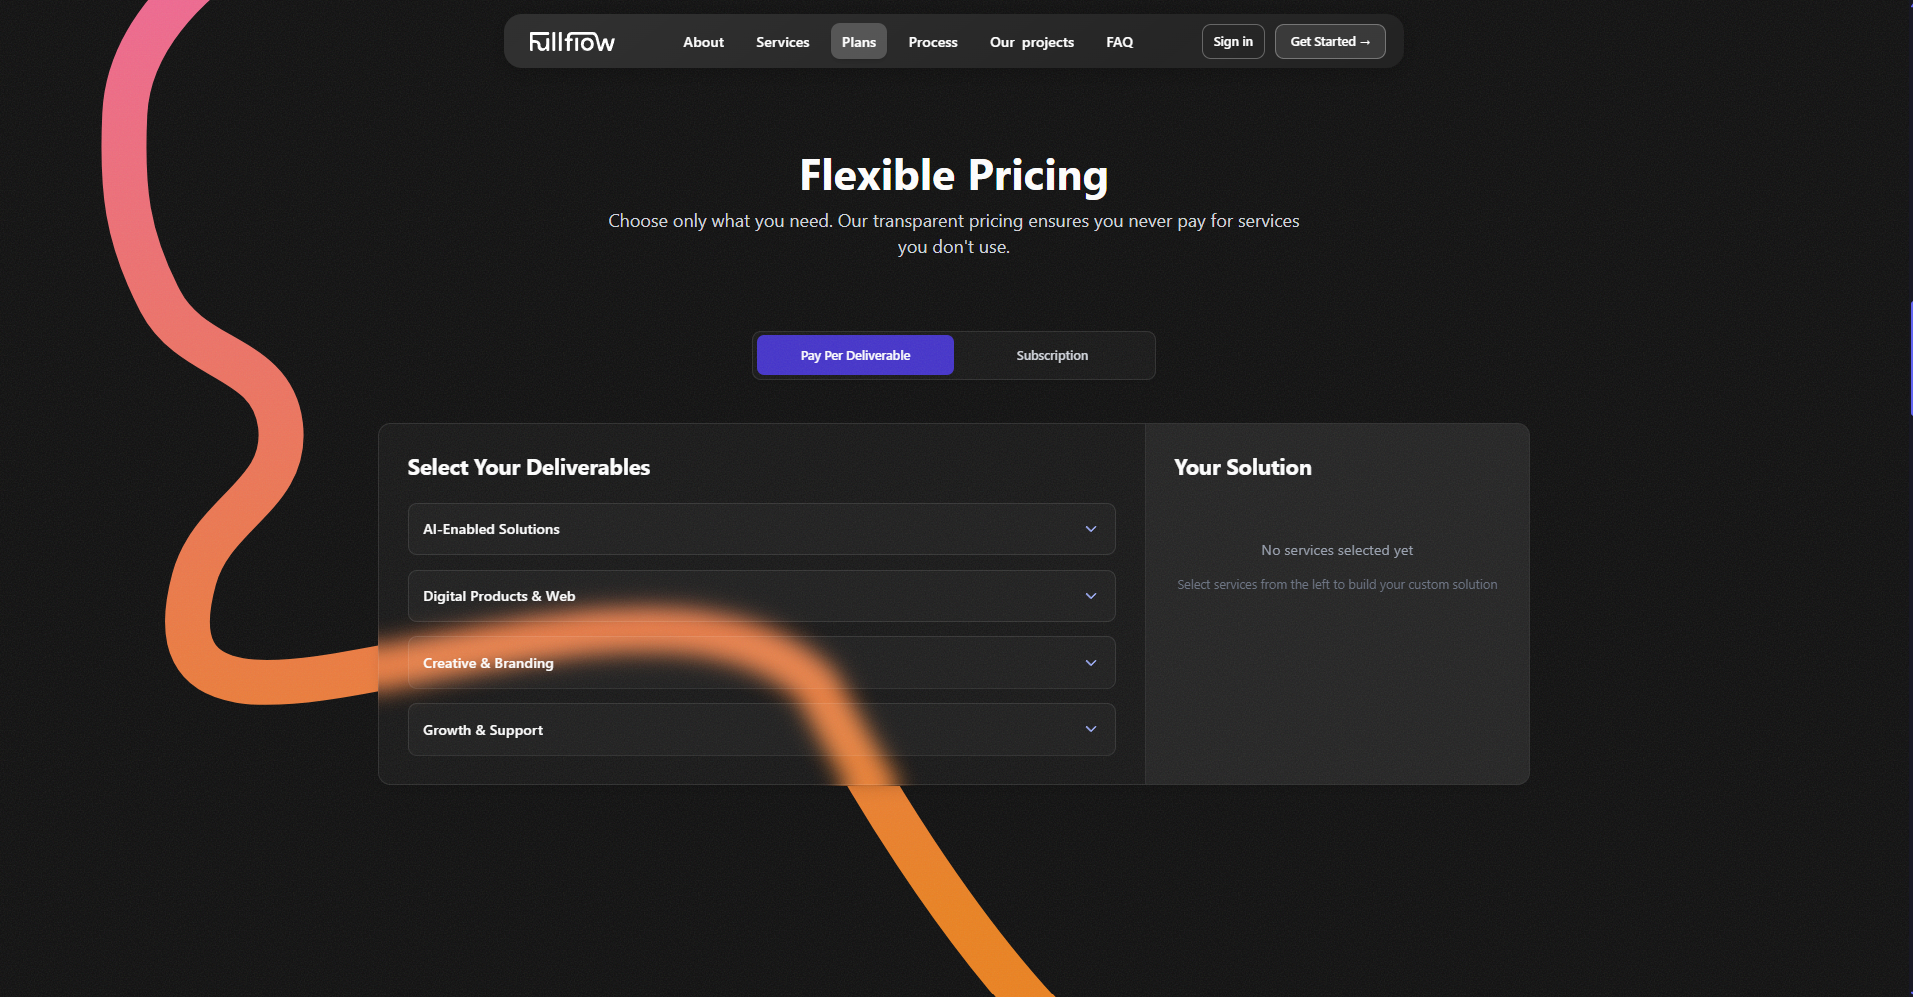 fullflow
About
Services
Plans
Process
Our projects
FAQ
Sign in
Get Started →
Flexible Pricing
Choose only what you need. Our transparent pricing ensures you never pay for services
you don't use.
Pay Per Deliverable
Subscription
Select Your Deliverables
AI-Enabled Solutions
Digital Products & Web
Creative & Branding
Growth & Support
Your Solution
No services selected yet
Select services from the left to build your custom solution